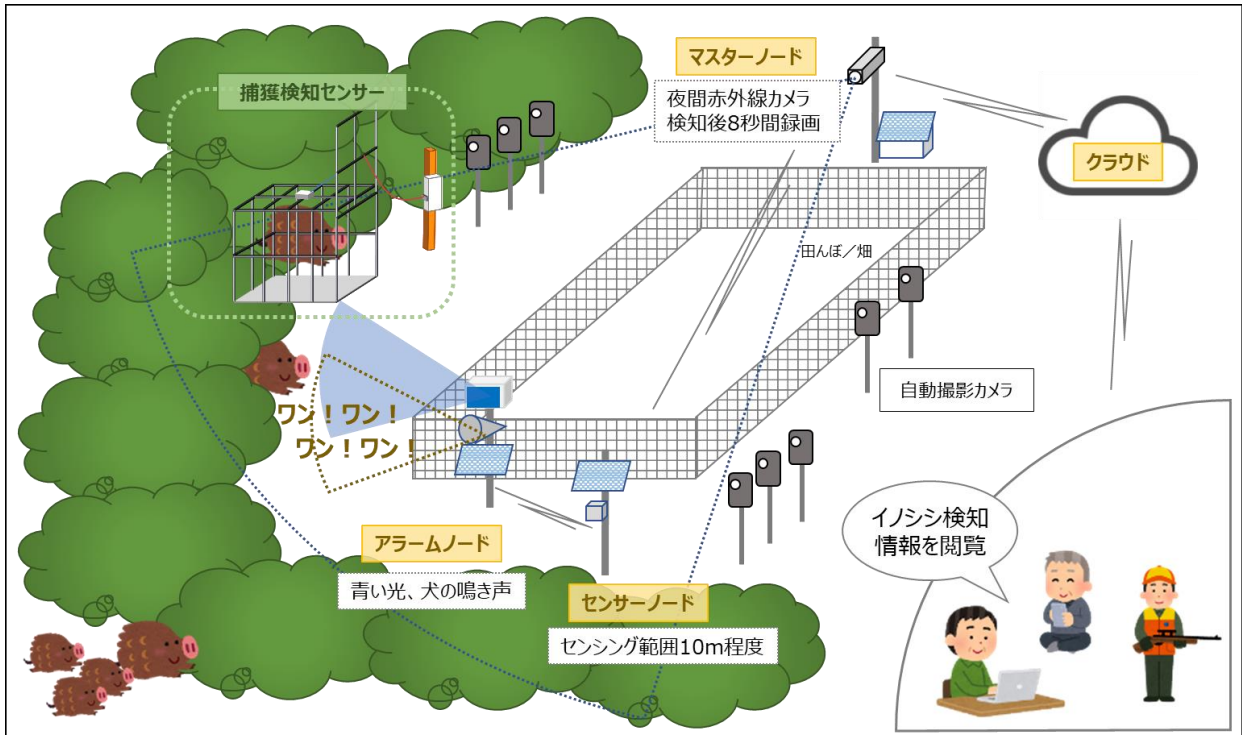 マスターノード
夜間赤外線カメラ
検知後8秒間録画
捕獲検知センサー
クラウド
田んぼ／畑
自動撮影カメラ
ワン！ワン！
ワン！ワン！
アラームノード
青い光、犬の鳴き声
センサーノード
センシング範囲10m程度
イノシシ検知
情報を閲覧